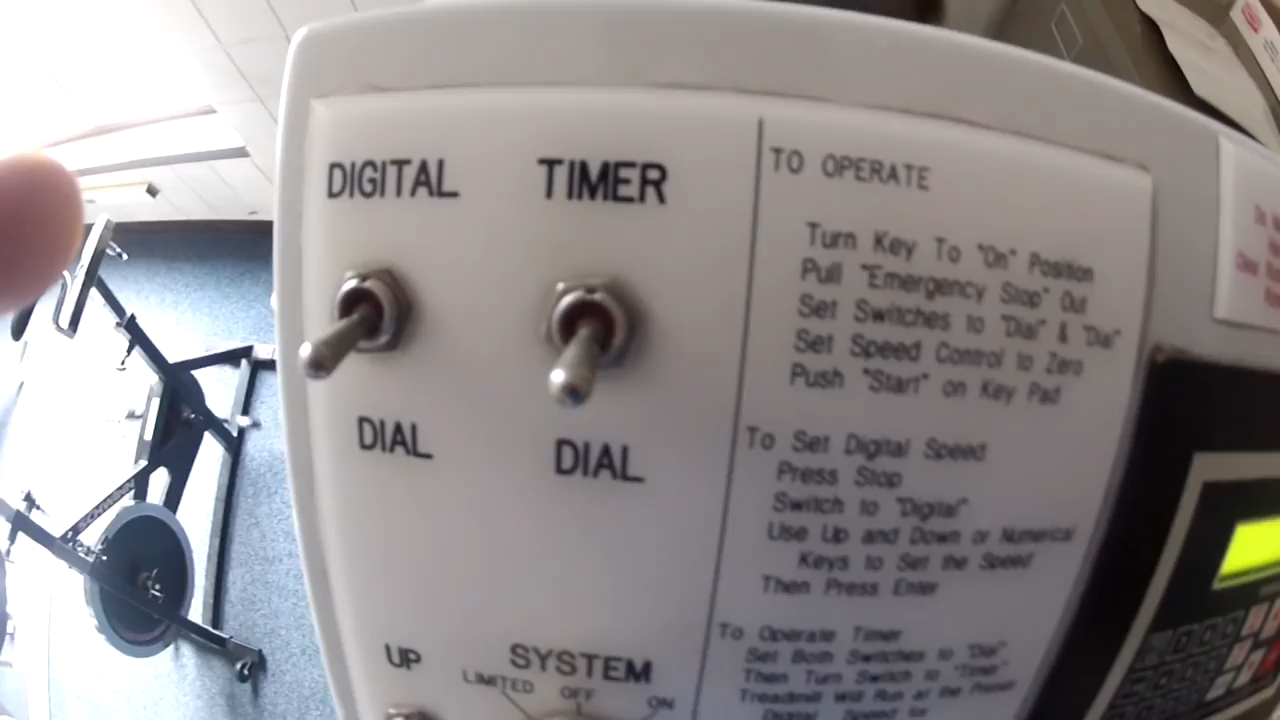 DIGITAL TIMER
DIAL DIAL
UP SYSTEM
LIMITED OFF ON
TO OPERATE
Turn Key To "On" Position
Pull "Emergency Stop" Out
Set Switches to "Dial" & "Dial"
Set Speed Control to Zero
Push "Start" on Key Pad
To Set Digital Speed
Press Stop
Switch to "Digital"
Use Up and Down or Numerical
Keys to Set the Speed
Then Press Enter
To Operate Timer
Set Both Switches to "Dial"
Then Turn Switch to "Timer"
Treadmill Will Run at the Preset
Digital Speed for
SCHWINN